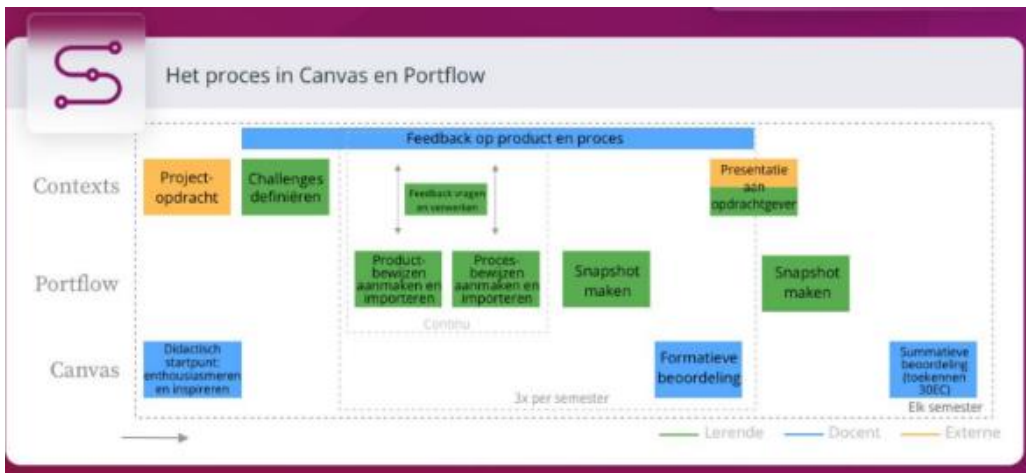 Het proces in Canvas en Portflow
Feedback op product en proces
Contexts
Project-
opdracht
Challenges
definiëren
Feedback vragen
en verwerken
Presentatie
aan
opdrachtgever
Portflow
Product-
bewijzen
aanmaken en
importeren
Proces-
bewijzen
aanmaken en
importeren
Snapshot
maken
Snapshot
maken
Continu
Canvas
Didactisch
startpunt:
enthousiasmeren
en inspireren
Formatieve
beoordeling
Summatieve
beoordeling
(toekennen
30EC)
3x per semester
Elk semester
Lerende
Docent
Externe